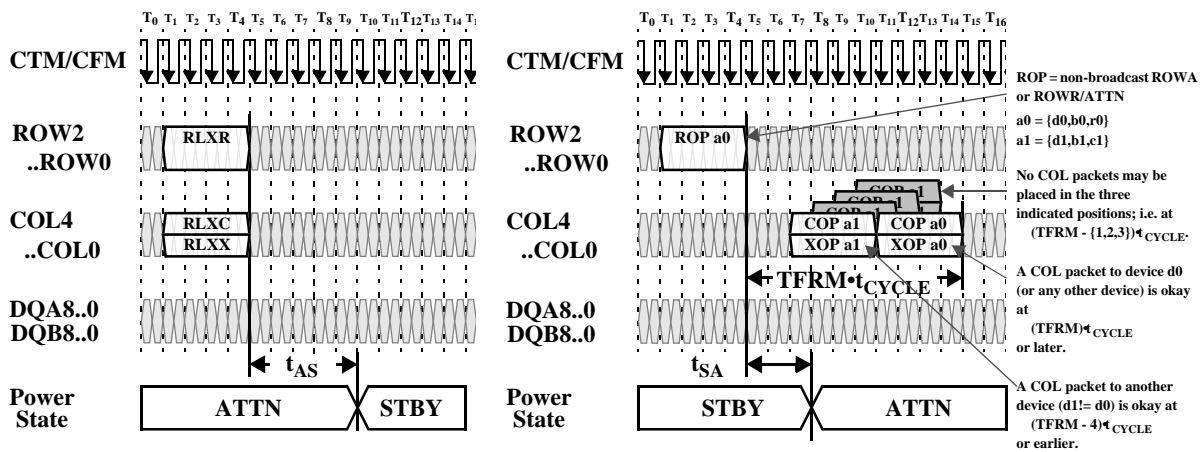 T0 T1 T2 T3 T4 T5 T6 T7 T8 T9 T10 T11 T12 T13 T14
CTM/CFM
ROW2
..ROW0
RLXR
COL4
..COL0
RLXC
RLXX
DQA8..0
DQB8..0
tAS
Power
State
ATTN
STBY
T0 T1 T2 T3 T4 T5 T6 T7 T8 T9 T10 T11 T12 T13 T14 T15 T16
CTM/CFM
ROW2
..ROW0
ROP a0
COL4
..COL0
COP a1
COP a1
COP a1
COP a1 COP a0
XOP a1 XOP a0
TFRM•tCYCLE
DQA8..0
DQB8..0
tSA
Power
State
STBY
ATTN
ROP = non-broadcast ROWA
or ROWR/ATTN
a0 = {d0,b0,r0}
a1 = {d1,b1,c1}
No COL packets may be
placed in the three
indicated positions; i.e. at
(TFRM - {1,2,3})•tCYCLE.
A COL packet to device d0
(or any other device) is okay
at
(TFRM)•tCYCLE
or later.
A COL packet to another
device (d1!= d0) is okay at
(TFRM - 4)•tCYCLE
or earlier.